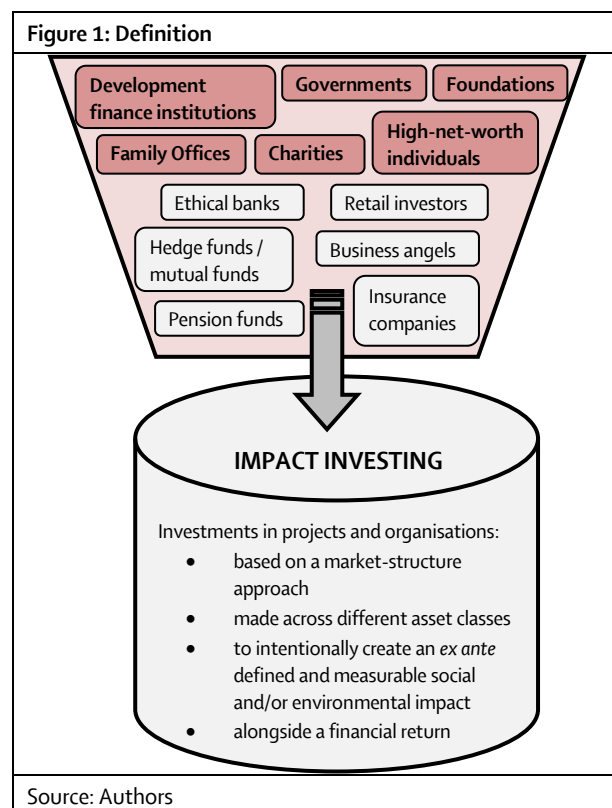 Figure 1: Definition
Development
finance institutions
Governments
Foundations
Family Offices
Charities
High-net-worth
individuals
Ethical banks
Retail investors
Hedge funds /
mutual funds
Business angels
Pension funds
Insurance
companies
IMPACT INVESTING
Investments in projects and organisations:
• based on a market-structure
approach
• made across different asset classes
• to intentionally create an ex ante
defined and measurable social
and/or environmental impact
• alongside a financial return
Source: Authors